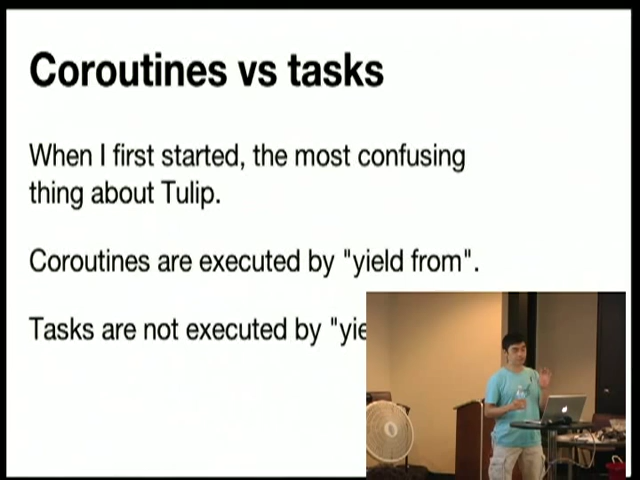 Coroutines vs tasks
When I first started, the most confusing
thing about Tulip.
Coroutines are executed by "yield from".
Tasks are not executed by "yie